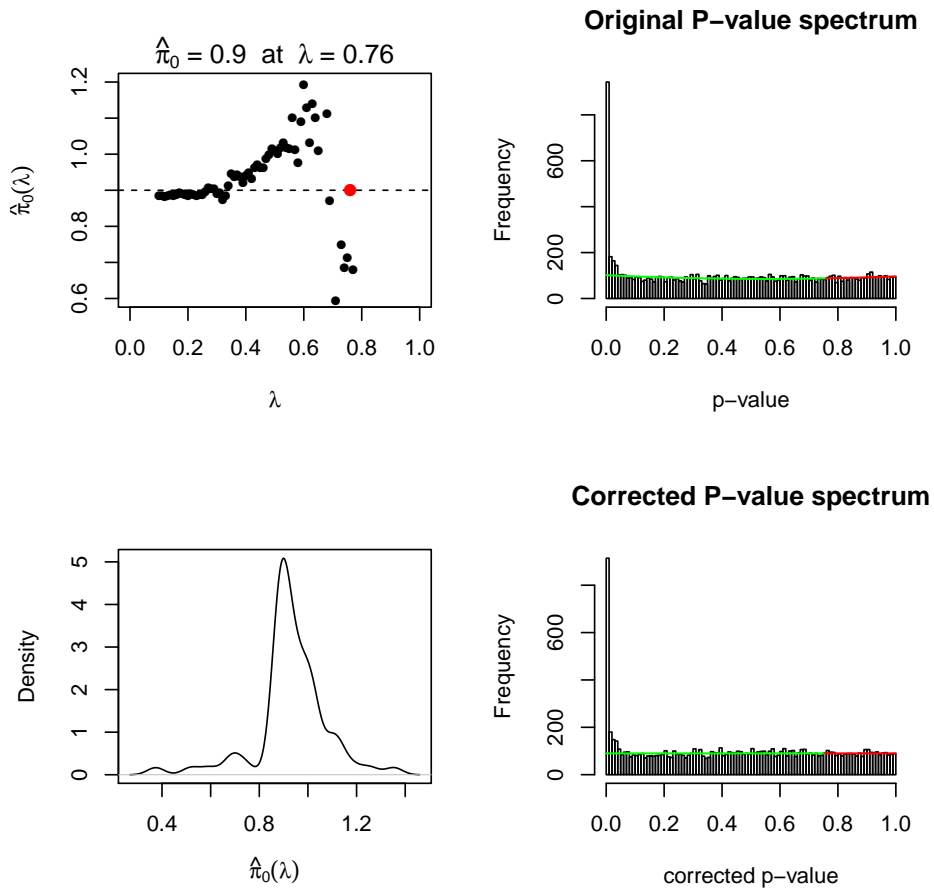 π̂₀ = 0.9 at λ = 0.76
π̂₀(λ)
1.2
1.0
0.8
0.6
0.0 0.2 0.4 0.6 0.8 1.0
λ
Original P−value spectrum
Frequency
600
200
0
0.0 0.2 0.4 0.6 0.8 1.0
p−value
Density
5
4
3
2
1
0
0.4 0.8 1.2
π̂₀(λ)
Corrected P−value spectrum
Frequency
600
200
0
0.0 0.2 0.4 0.6 0.8 1.0
corrected p−value